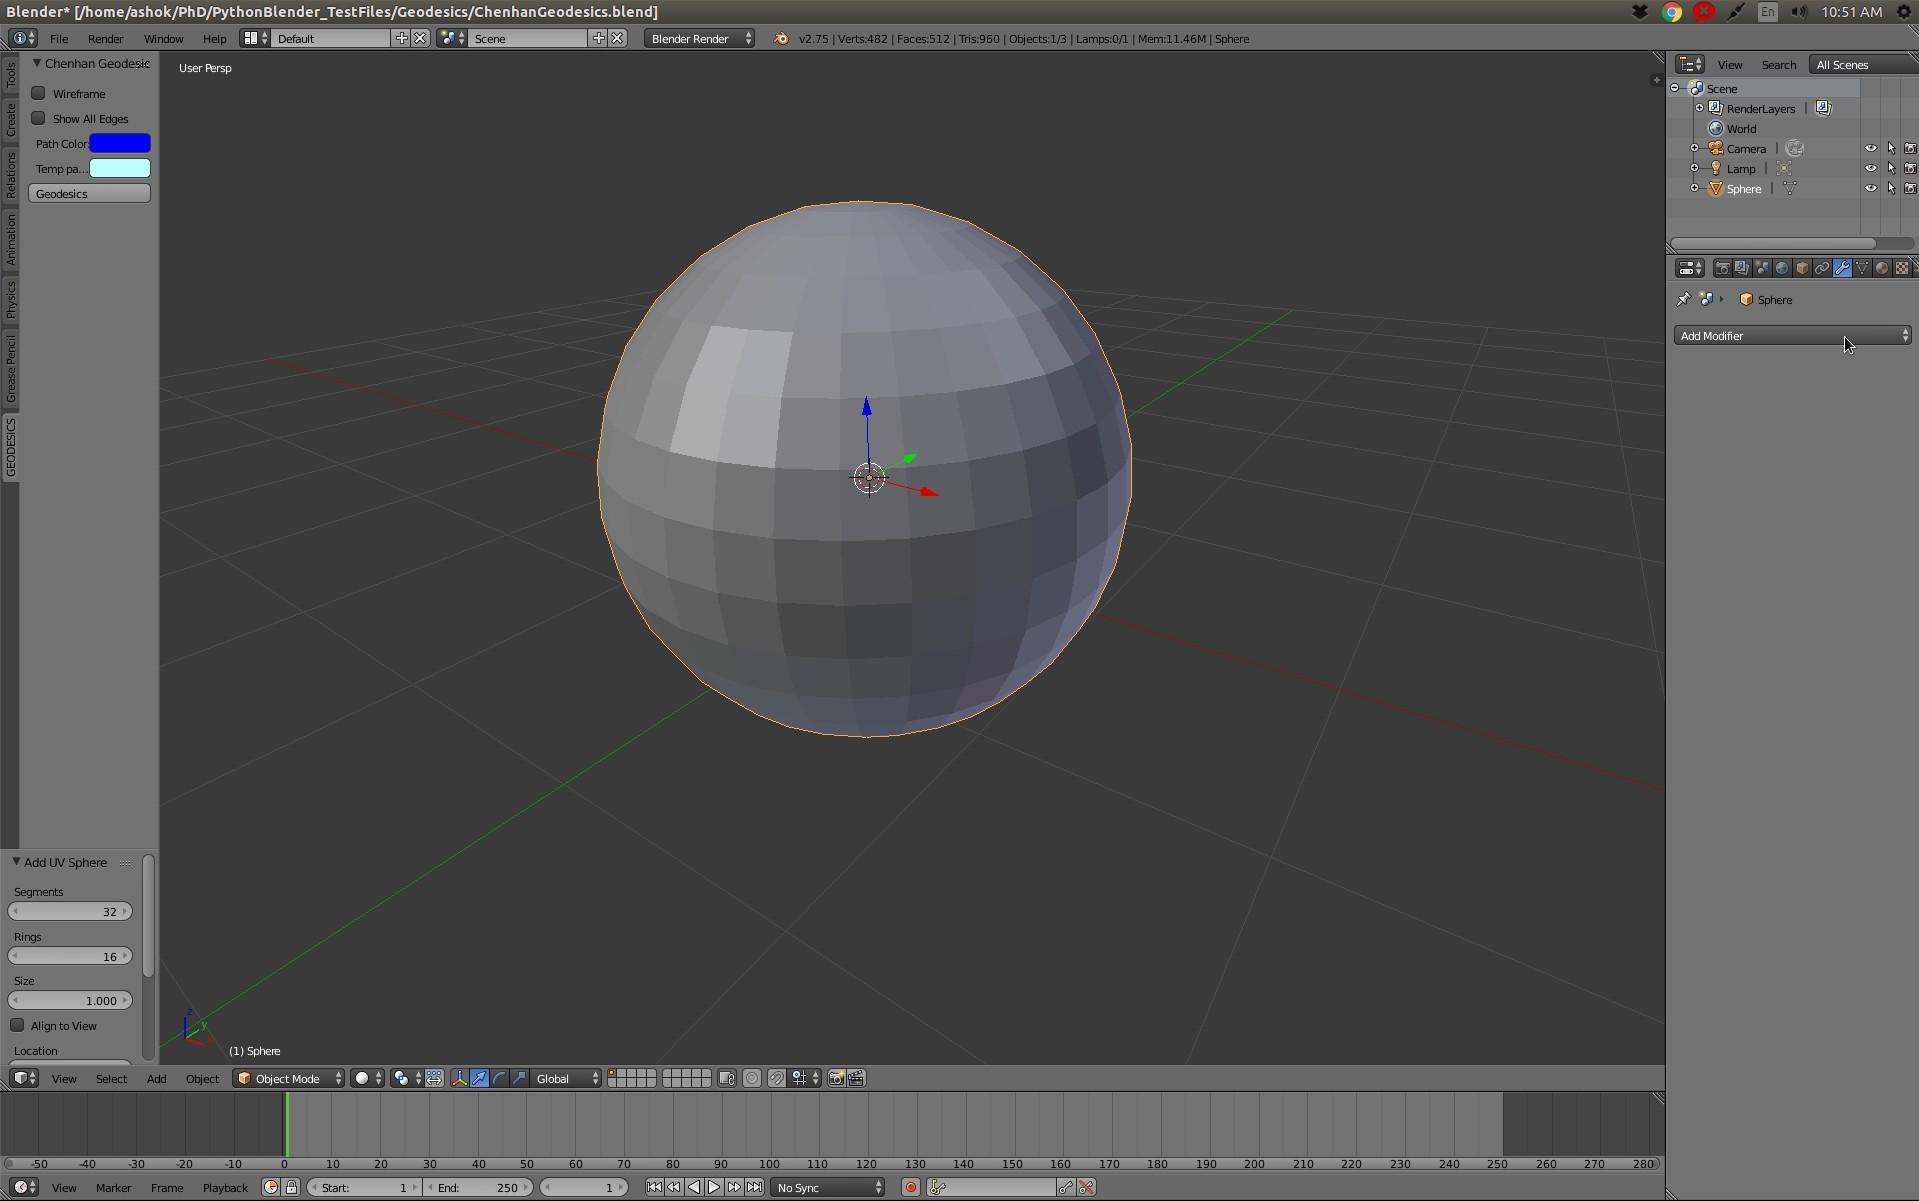 Blender* [/home/ashok/PhD/PythonBlender_TestFiles/Geodesics/ChenhanGeodesics.blend]
En 10:51 AM
File Render Window Help Default Scene Blender Render v2.75 | Verts:482 | Faces:512 | Tris:960 | Objects:1/3 | Lamps:0/1 | Mem:11.46M | Sphere
Tools
Create
Relations
Animation
Physics
Grease Pencil
GEODESICS
Chenhan Geodesic
Wireframe
Show All Edges
Path Color:
Temp pa...
Geodesics
User Persp
View Search All Scenes
Scene
RenderLayers |
World
Camera |
Lamp |
Sphere |
Sphere
Add Modifier
Add UV Sphere
Segments
32
Rings
16
Size
1.000
Align to View
Location
z
y
(1) Sphere
View Select Add Object Object Mode Global
-50 -40 -30 -20 -10 0 10 20 30 40 50 60 70 80 90 100 110 120 130 140 150 160 170 180 190 200 210 220 230 240 250 260 270 280
View Marker Frame Playback Start: 1 End: 250 1 No Sync